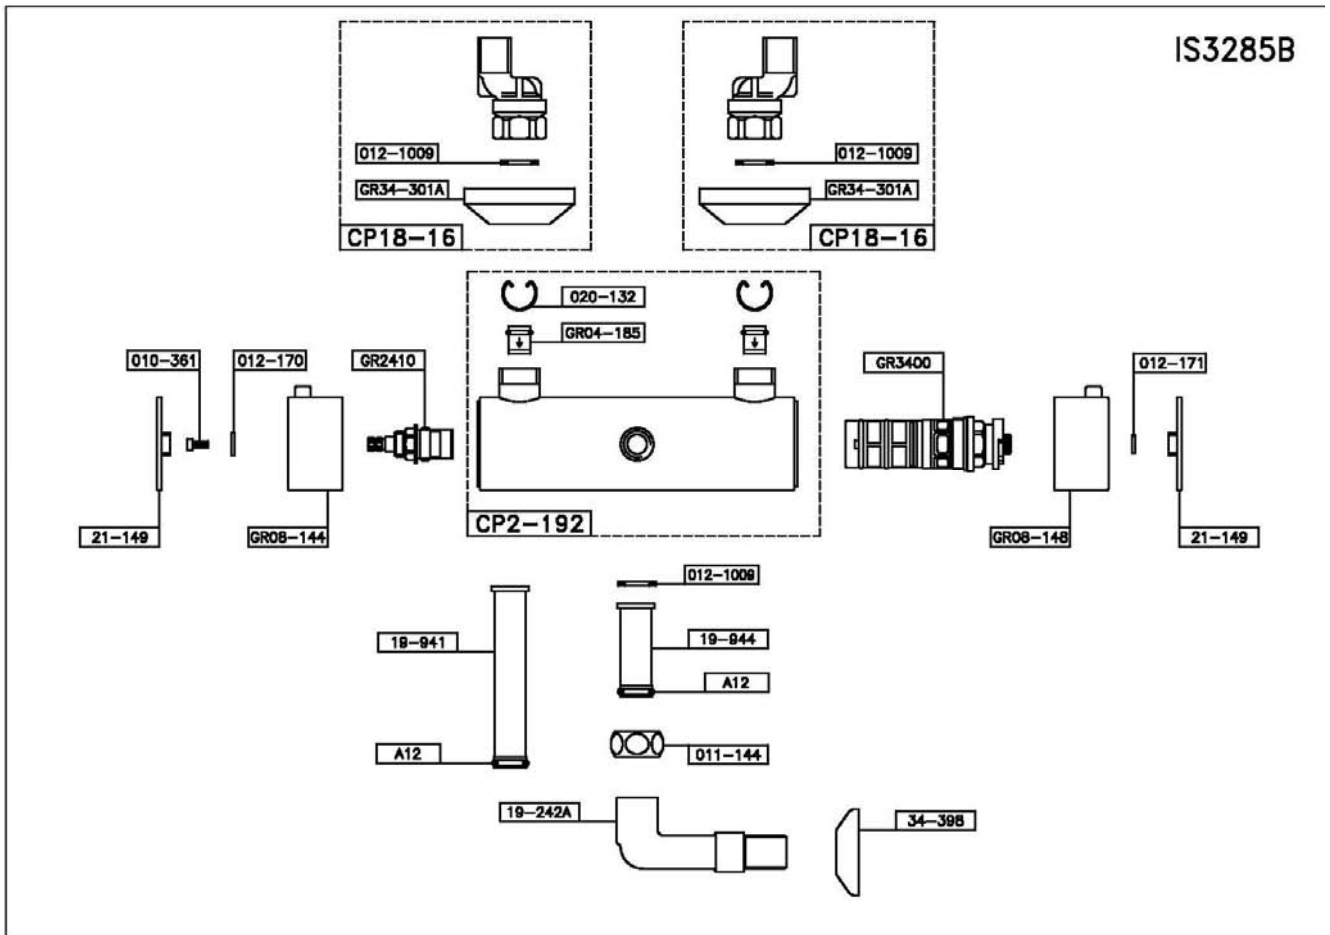 IS3285B
012-1009
012-1009
GR34-301A
GR34-301A
CP18-16
CP18-16
020-132
GR04-185
010-361
012-170
GR2410
GR3400
012-171
CP2-192
21-149
GR08-144
GR08-148
21-149
012-1009
19-941
19-944
A12
A12
011-144
19-242A
34-398